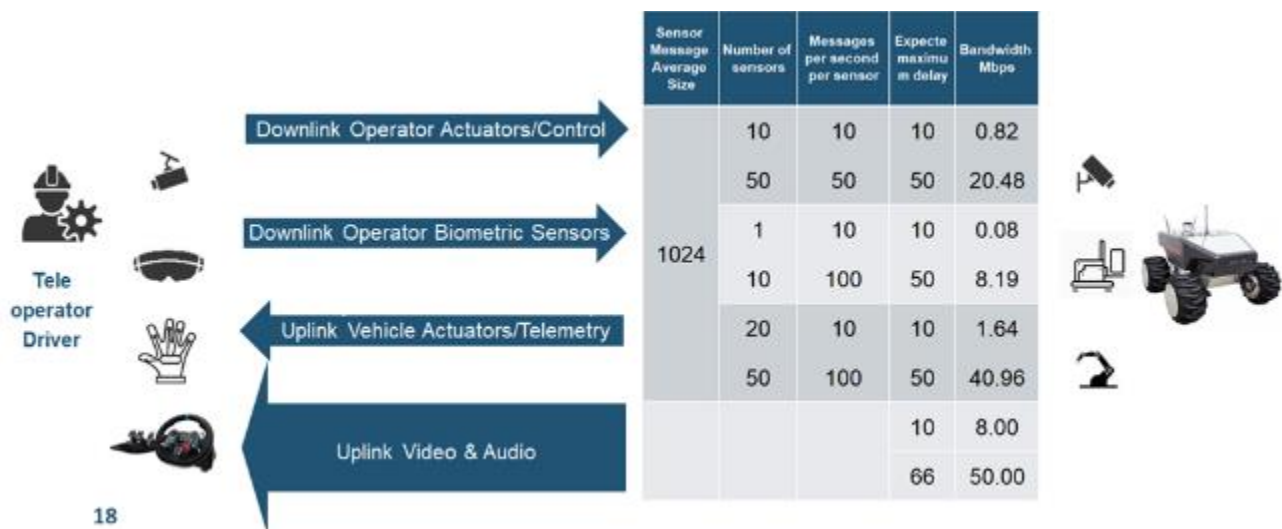 Sensor
Message
Average
Size
Number of
sensors
Messages
per second
per sensor
Expecte
maximu
m delay
Bandwidth
Mbps
Downlink Operator Actuators/Control
10 10 10 0.82
50 50 50 20.48
Downlink Operator Biometric Sensors
1 10 10 0.08
1024
10 100 50 8.19
Tele
operator
Driver
Uplink Vehicle Actuators/Telemetry
20 10 10 1.64
50 100 50 40.96
Uplink Video & Audio
10 8.00
66 50.00
18